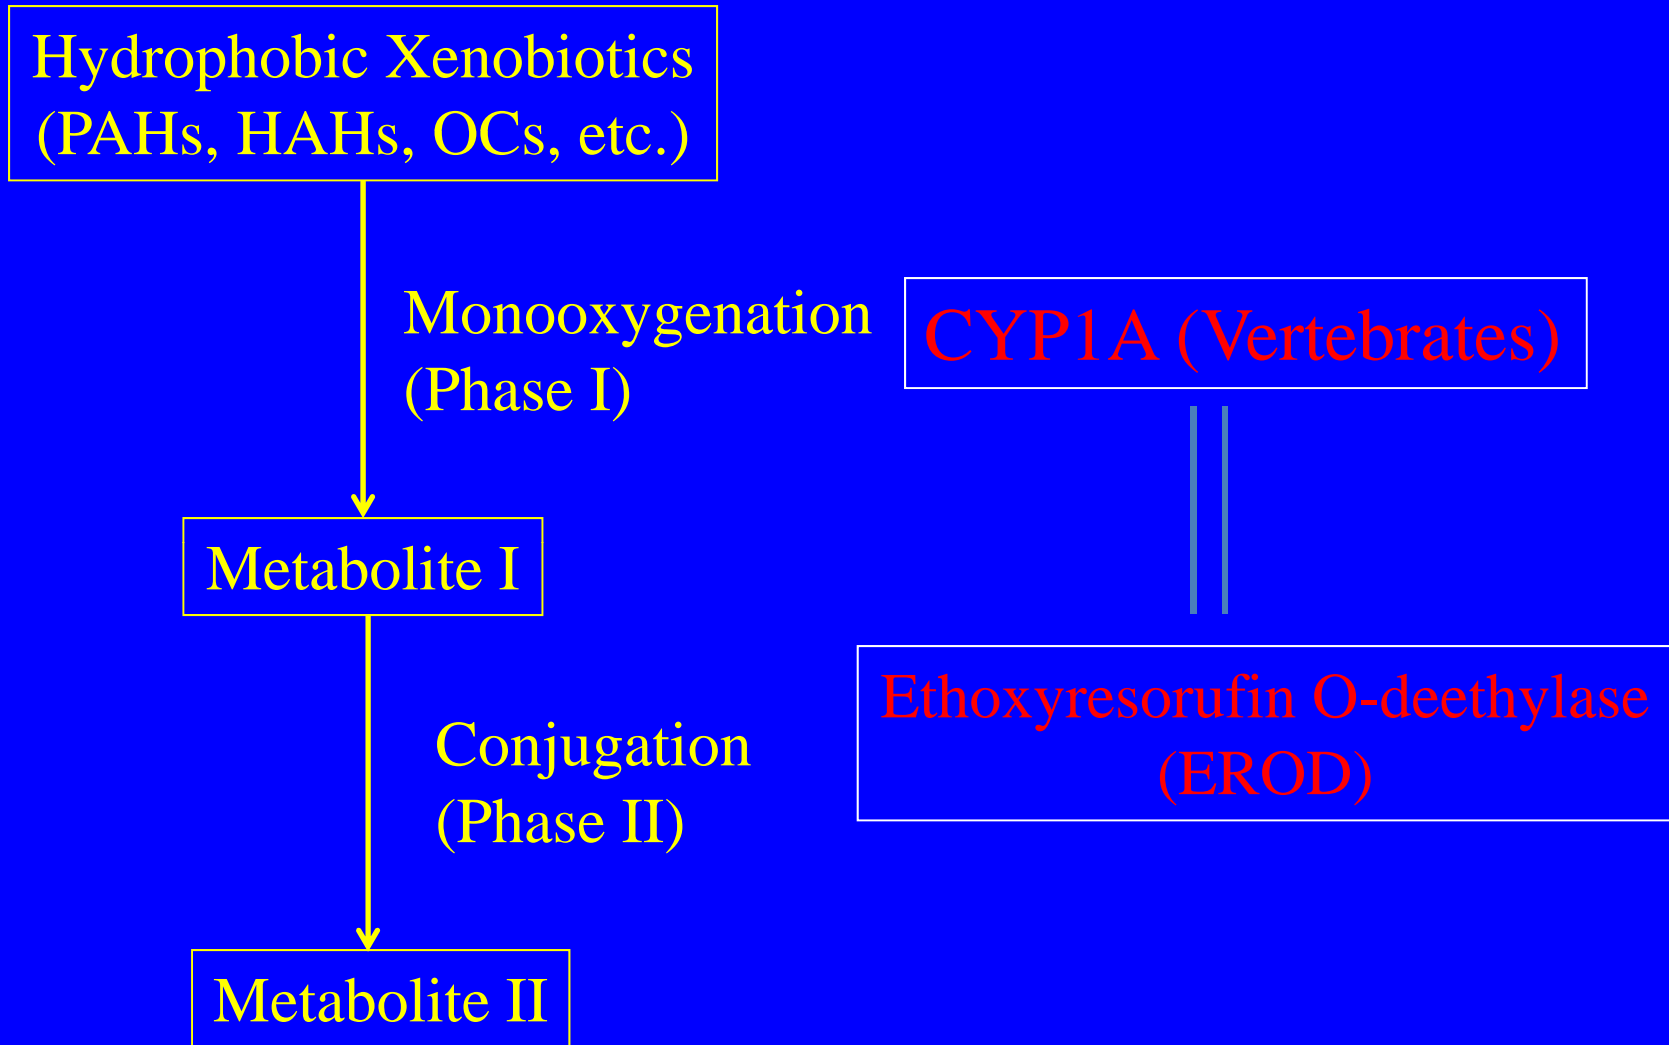 Hydrophobic Xenobiotics
(PAHs, HAHs, OCs, etc.)
Monooxygenation
(Phase I)
CYP1A (Vertebrates)
Metabolite I
Ethoxyresorufin O-deethylase
(EROD)
Conjugation
(Phase II)
Metabolite II